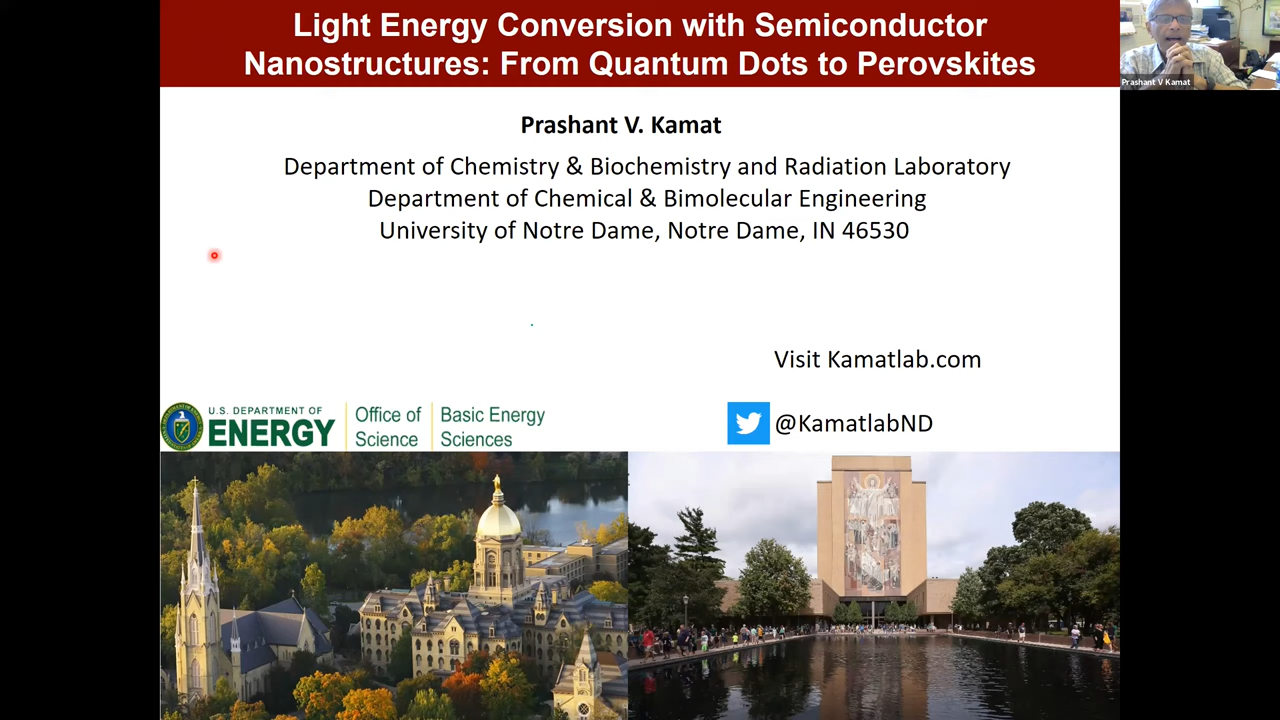 Light Energy Conversion with Semiconductor
Nanostructures: From Quantum Dots to Perovskites
Prashant V Kamat
Prashant V. Kamat
Department of Chemistry & Biochemistry and Radiation Laboratory
Department of Chemical & Bimolecular Engineering
University of Notre Dame, Notre Dame, IN 46530
Visit Kamatlab.com
U.S. DEPARTMENT OF
ENERGY
Office of
Science
Basic Energy
Sciences
@KamatlabND